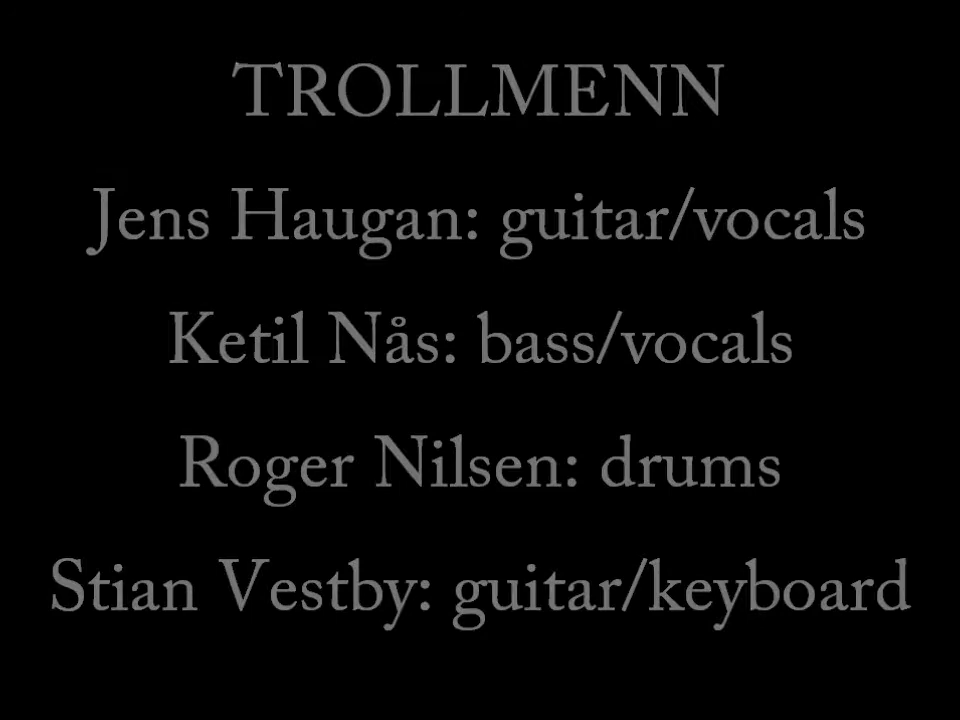 TROLLMENN
Jens Haugan: guitar/vocals
Ketil Nås: bass/vocals
Roger Nilsen: drums
Stian Vestby: guitar/keyboard